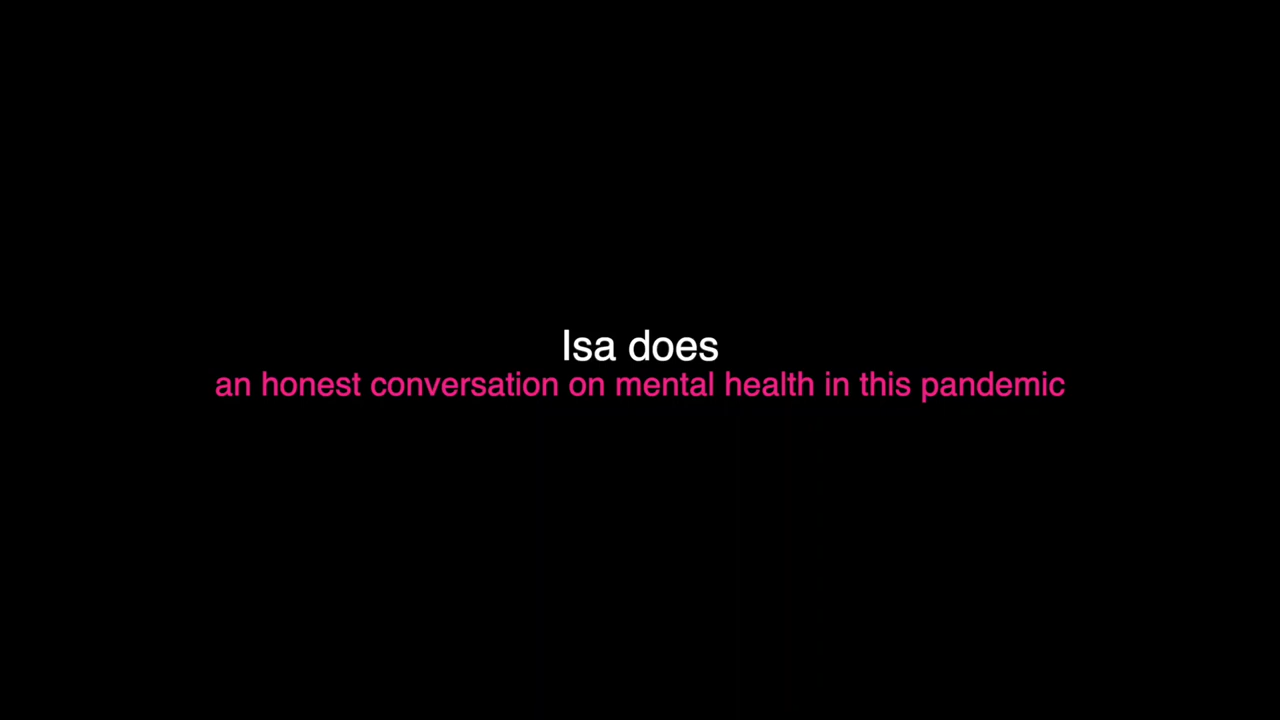 Isa does
an honest conversation on mental health in this pandemic